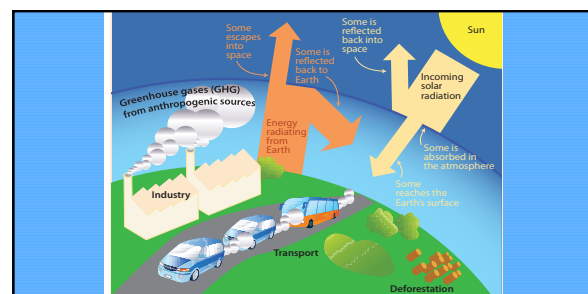 Some
escapes
into
space
Some
is
reflected
back to
Earth
Some is
reflected
back into
space
Sun
Incoming
solar
radiation
Greenhouse gases (GHG)
from anthropogenic sources
Energy
radiating
from
Earth
Some is
absorbed in
the atmosphere
Some
reaches the
Earth's surface
Industry
Transport
Deforestation